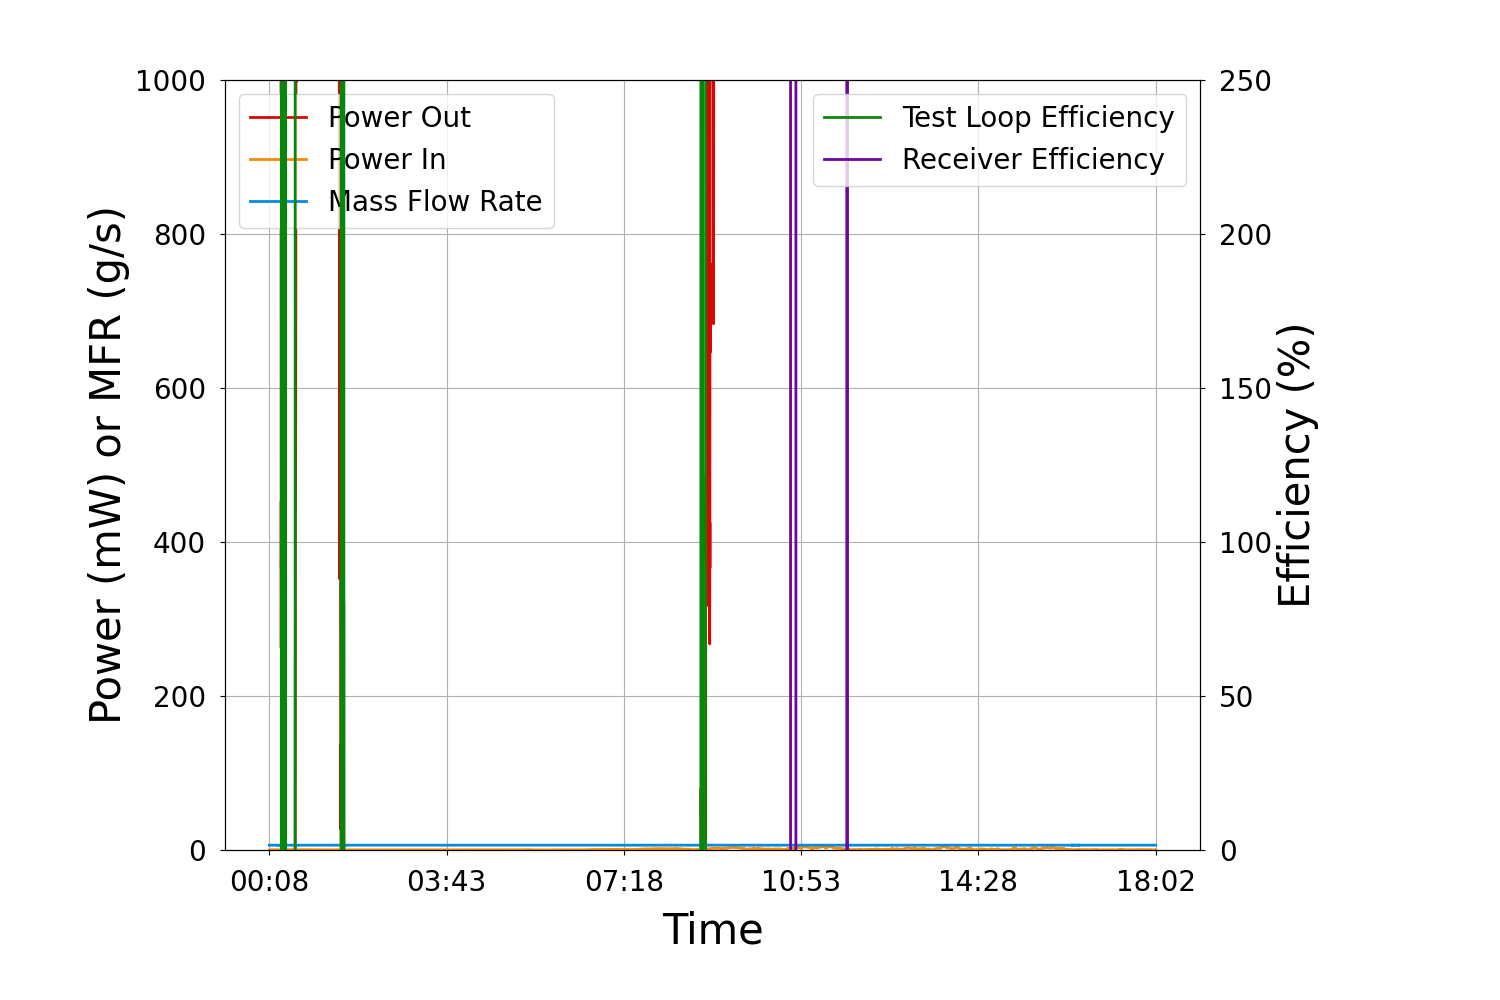 1000
800
600
400
200
0
Power (mW) or MFR (g/s)
Power Out
Power In
Mass Flow Rate
Test Loop Efficiency
Receiver Efficiency
250
200
150
100
50
0
Efficiency (%)
00:08 03:43 07:18 10:53 14:28 18:02
Time